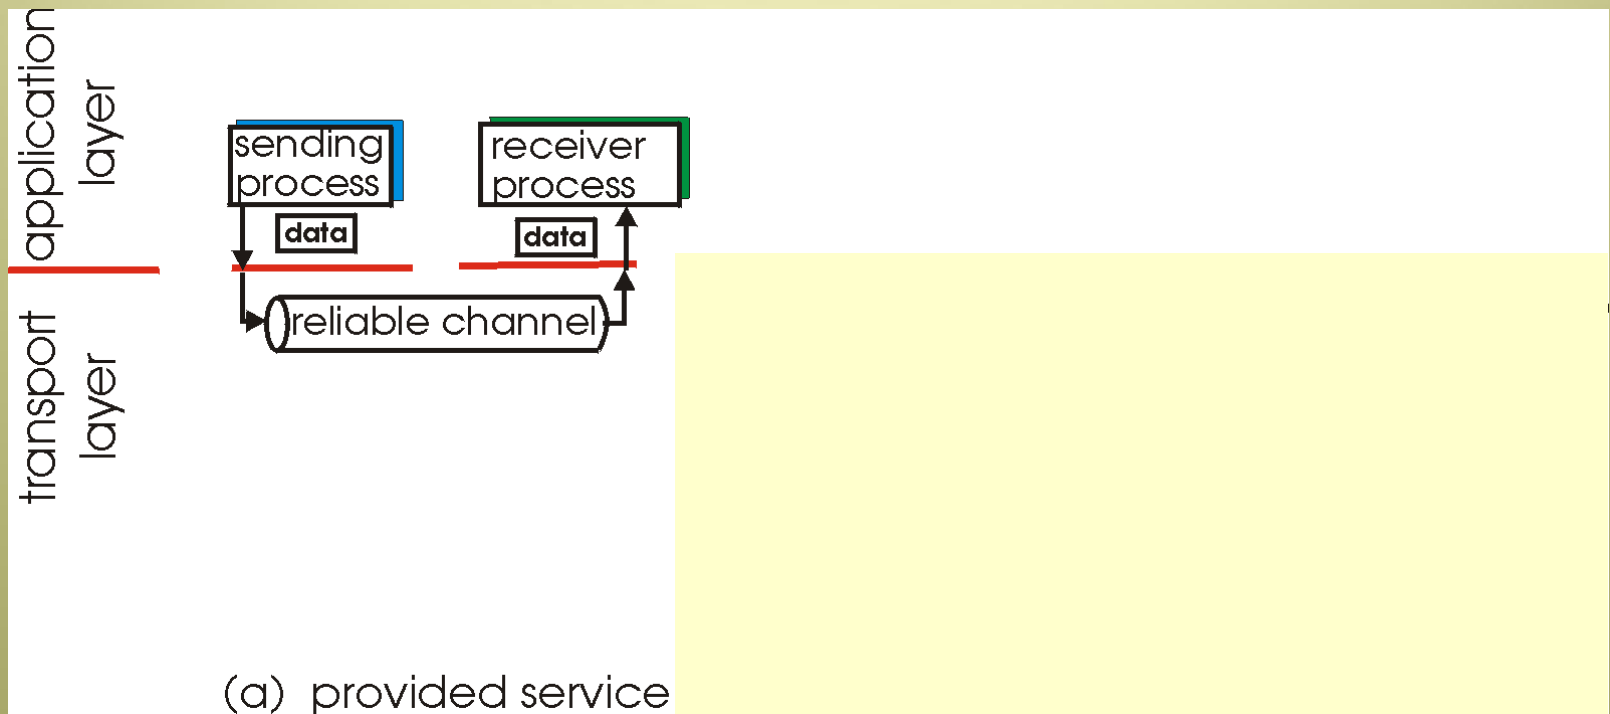 application
layer
sending
process
receiver
process
data
data
reliable channel
transport
layer
(a) provided service